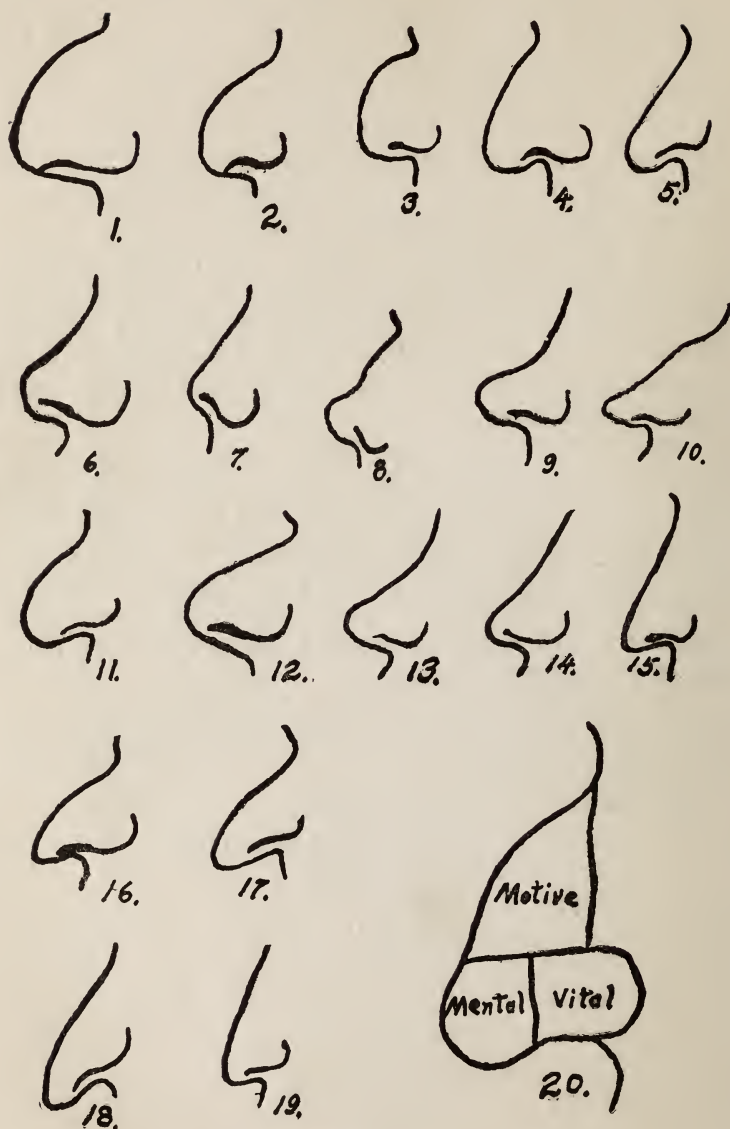 1. 2. 3. 4. 5.
6. 7. 8. 9. 10.
11. 12. 13. 14. 15.
16. 17.
Motive
Mental Vital
18. 19. 20.